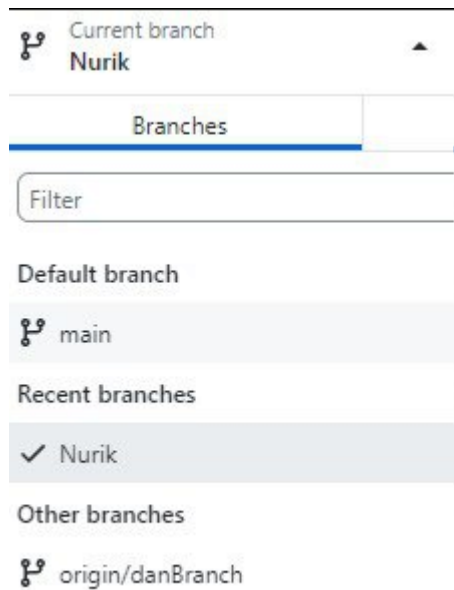 Current branch
Nurik
Branches
Filter
Default branch
main
Recent branches
Nurik
Other branches
origin/danBranch